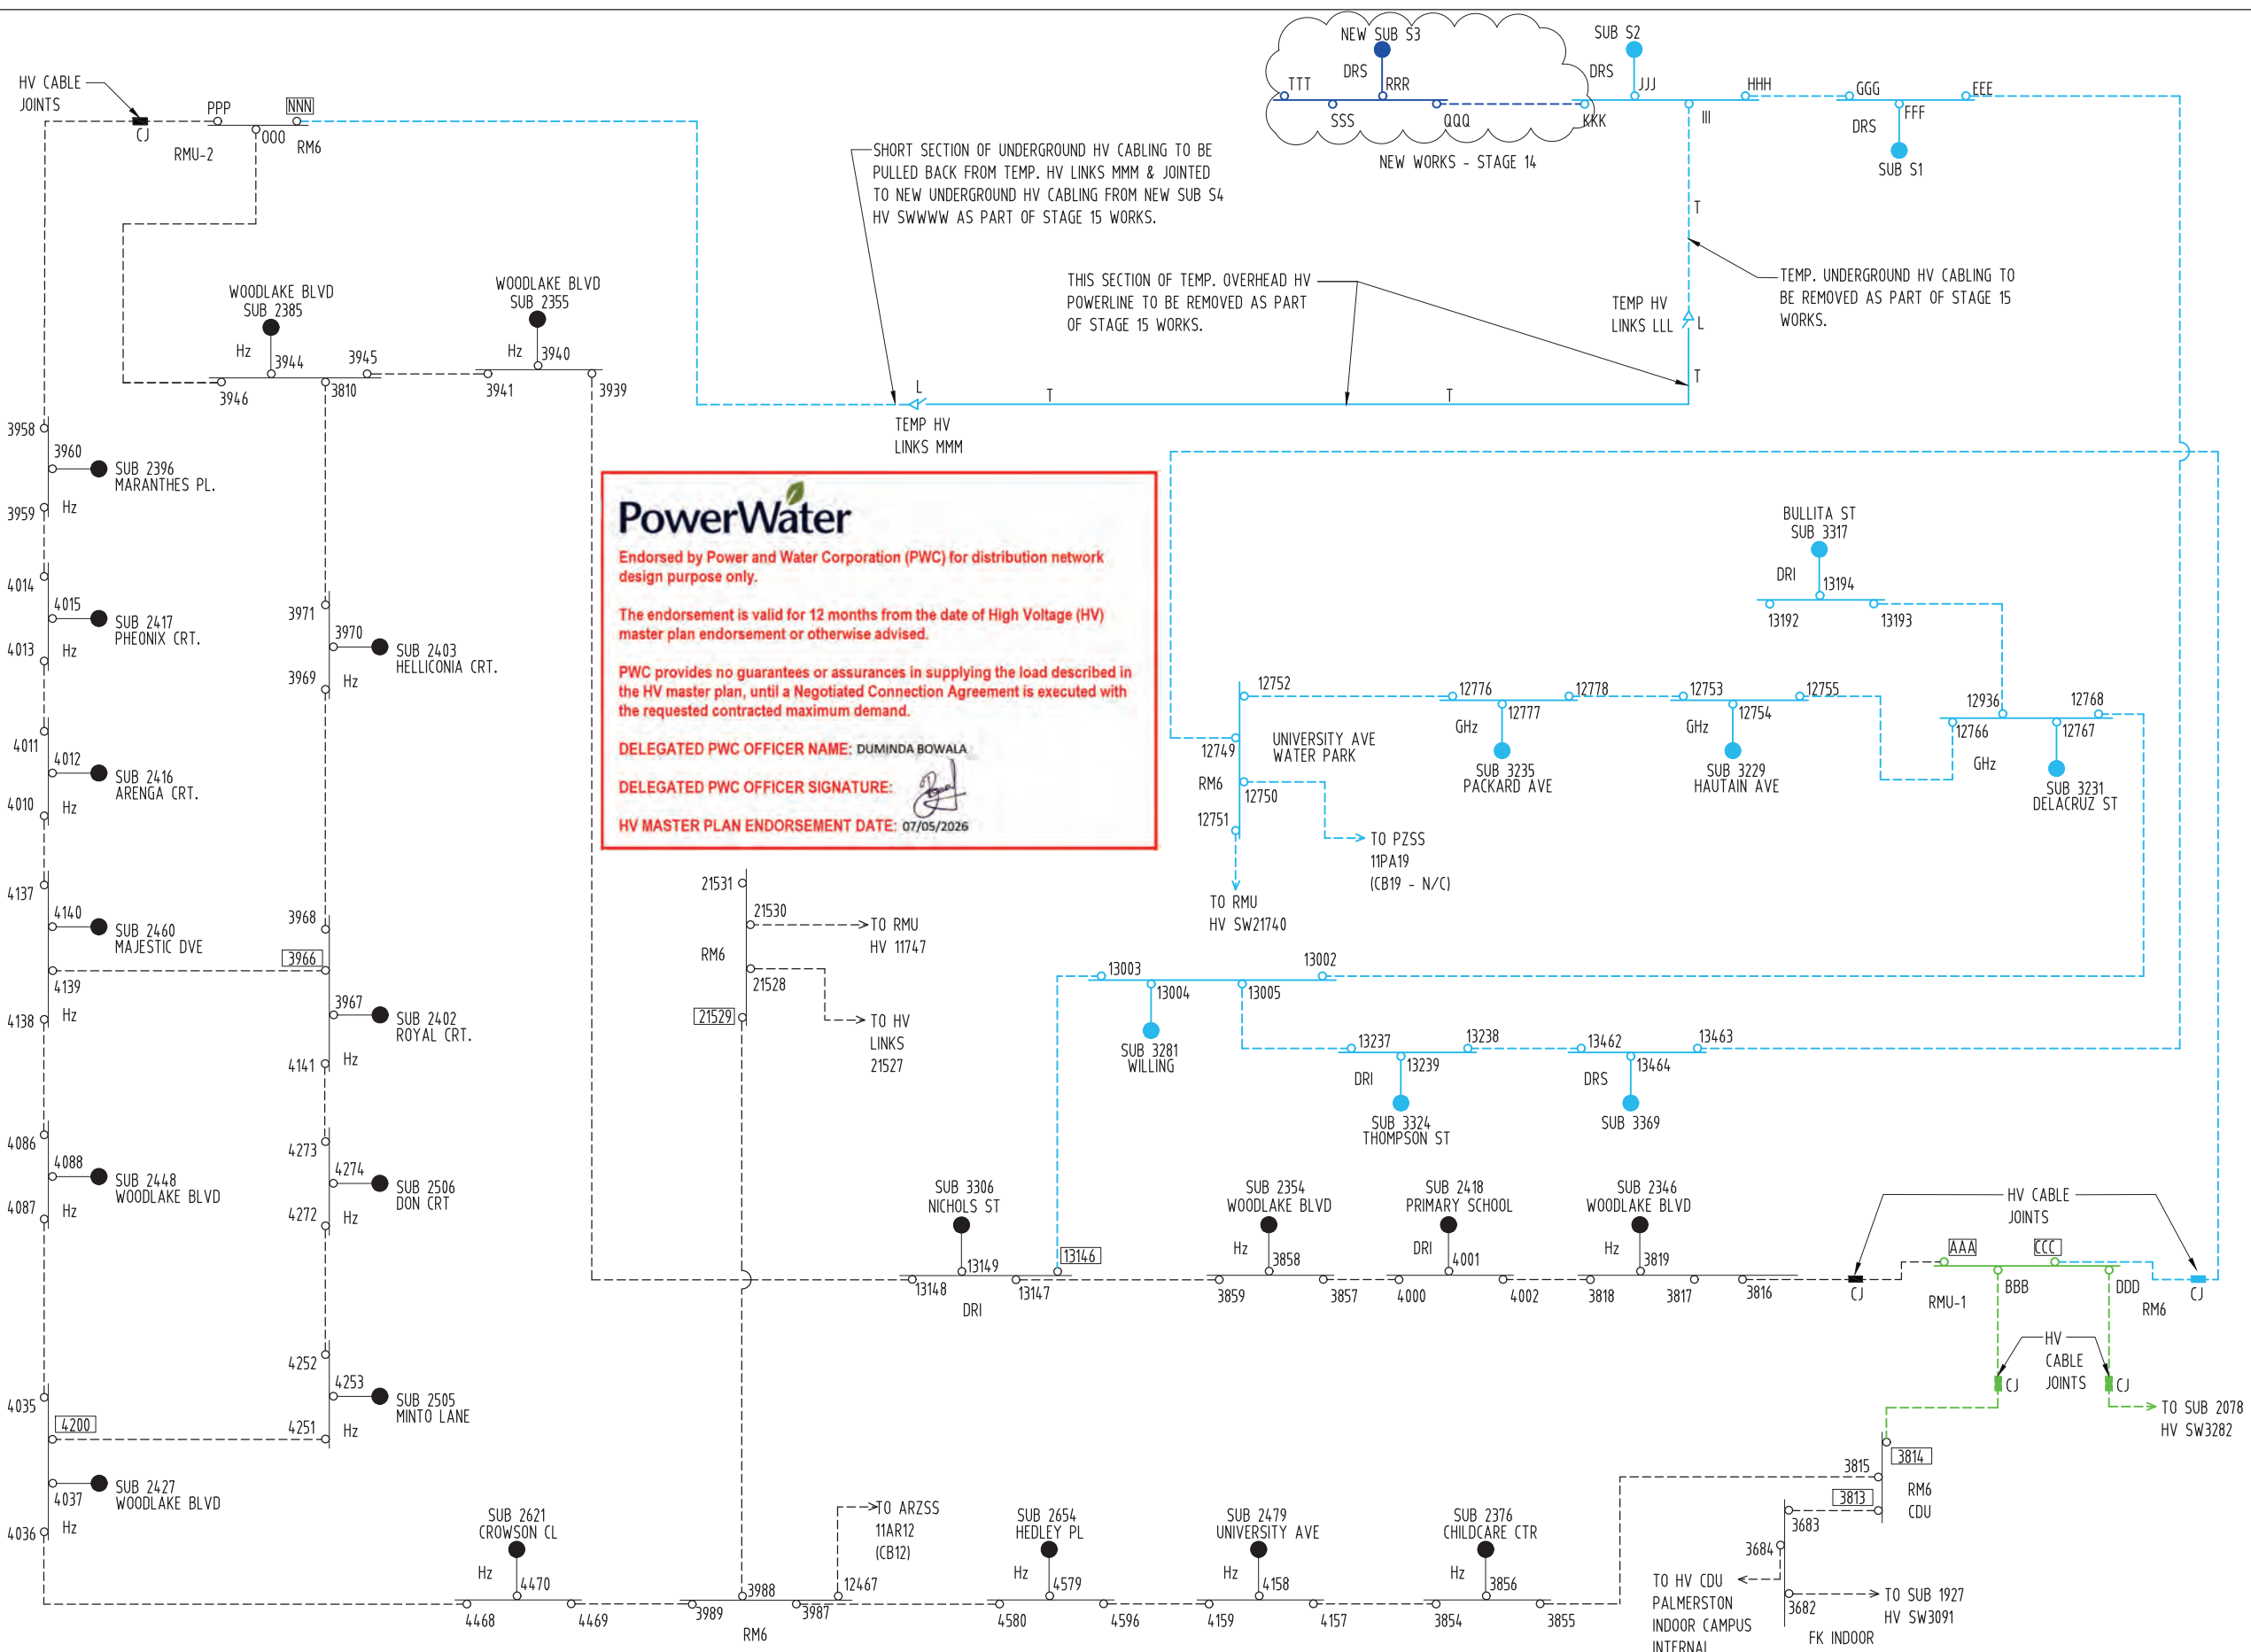 HV CABLE
JOINTS
CJ
PPP
NNN
OOO
RMU-2
RM6
NEW SUB S3
TTT
DRS
RRR
SSS
QQQ
NEW WORKS - STAGE 14
SUB S2
DRS
JJJ
HHH
KKK
III
GGG
EEE
FFF
DRS
SUB S1
SHORT SECTION OF UNDERGROUND HV CABLING TO BE
PULLED BACK FROM TEMP. HV LINKS MMM & JOINTED
TO NEW UNDERGROUND HV CABLING FROM NEW SUB S4
HV SWWWW AS PART OF STAGE 15 WORKS.
THIS SECTION OF TEMP. OVERHEAD HV
POWERLINE TO BE REMOVED AS PART
OF STAGE 15 WORKS.
T
TEMP. UNDERGROUND HV CABLING TO
BE REMOVED AS PART OF STAGE 15
WORKS.
TEMP HV
LINKS LLL
L
T
T
T
L
TEMP HV
LINKS MMM
WOODLAKE BLVD
SUB 2385
Hz
3944
3945
3946
3810
WOODLAKE BLVD
SUB 2355
Hz
3940
3941
3939
3958
3960
SUB 2396
MARANTHES PL.
3959
Hz
4014
4015
SUB 2417
PHEONIX CRT.
4013
Hz
4011
4012
SUB 2416
ARENGA CRT.
4010
Hz
4137
4140
SUB 2460
MAJESTIC DVE
4139
4138
Hz
4086
4088
SUB 2448
WOODLAKE BLVD
4087
Hz
4035
4200
4037
SUB 2427
WOODLAKE BLVD
4036
Hz
3971
3970
SUB 2403
HELLICONIA CRT.
3969
Hz
3968
3966
3967
SUB 2402
ROYAL CRT.
4141
Hz
4273
4274
SUB 2506
DON CRT
4272
Hz
4252
4253
SUB 2505
MINTO LANE
4251
Hz
PowerWater
Endorsed by Power and Water Corporation (PWC) for distribution network
design purpose only.
The endorsement is valid for 12 months from the date of High Voltage (HV)
master plan endorsement or otherwise advised.
PWC provides no guarantees or assurances in supplying the load described in
the HV master plan, until a Negotiated Connection Agreement is executed with
the requested contracted maximum demand.
DELEGATED PWC OFFICER NAME: DUMINDA BOWALA
DELEGATED PWC OFFICER SIGNATURE:
HV MASTER PLAN ENDORSEMENT DATE: 07/05/2026
BULLITA ST
SUB 3317
DRI
13194
13192
13193
12752
12749
UNIVERSITY AVE
WATER PARK
RM6
12750
12751
TO PZSS
11PA19
(CB19 - N/C)
TO RMU
HV SW21740
12776
12778
12777
GHz
SUB 3235
PACKARD AVE
12753
12755
12754
GHz
SUB 3229
HAUTAIN AVE
12936
12768
12766
12767
GHz
SUB 3231
DELACRUZ ST
21531
21530
TO RMU
HV 11747
RM6
21528
21529
TO HV
LINKS
21527
13003
13002
13004
13005
SUB 3281
WILLING
13237
13238
13239
DRI
SUB 3324
THOMPSON ST
13462
13463
13464
DRS
SUB 3369
SUB 3306
NICHOLS ST
13149
13146
13148
13147
DRI
SUB 2354
WOODLAKE BLVD
Hz
3858
3859
3857
SUB 2418
PRIMARY SCHOOL
DRI
4001
4000
4002
SUB 2346
WOODLAKE BLVD
Hz
3819
3818
3817
3816
CJ
HV CABLE
JOINTS
AAA
CCC
RMU-1
BBB
DDD
RM6
CJ
HV
CABLE
JOINTS
CJ
CJ
TO SUB 2078
HV SW3282
3814
3815
RM6
CDU
3813
3683
3684
TO HV CDU
PALMERSTON
INDOOR CAMPUS
INTERNAL
3682
TO SUB 1927
HV SW3091
FK INDOOR
SUB 2621
CROWSON CL
Hz
4470
4468
4469
3988
12467
3989
3987
RM6
TO ARZSS
11AR12
(CB12)
SUB 2654
HEDLEY PL
Hz
4579
4580
4596
SUB 2479
UNIVERSITY AVE
Hz
4158
4159
4157
SUB 2376
CHILDCARE CTR
Hz
3856
3854
3855